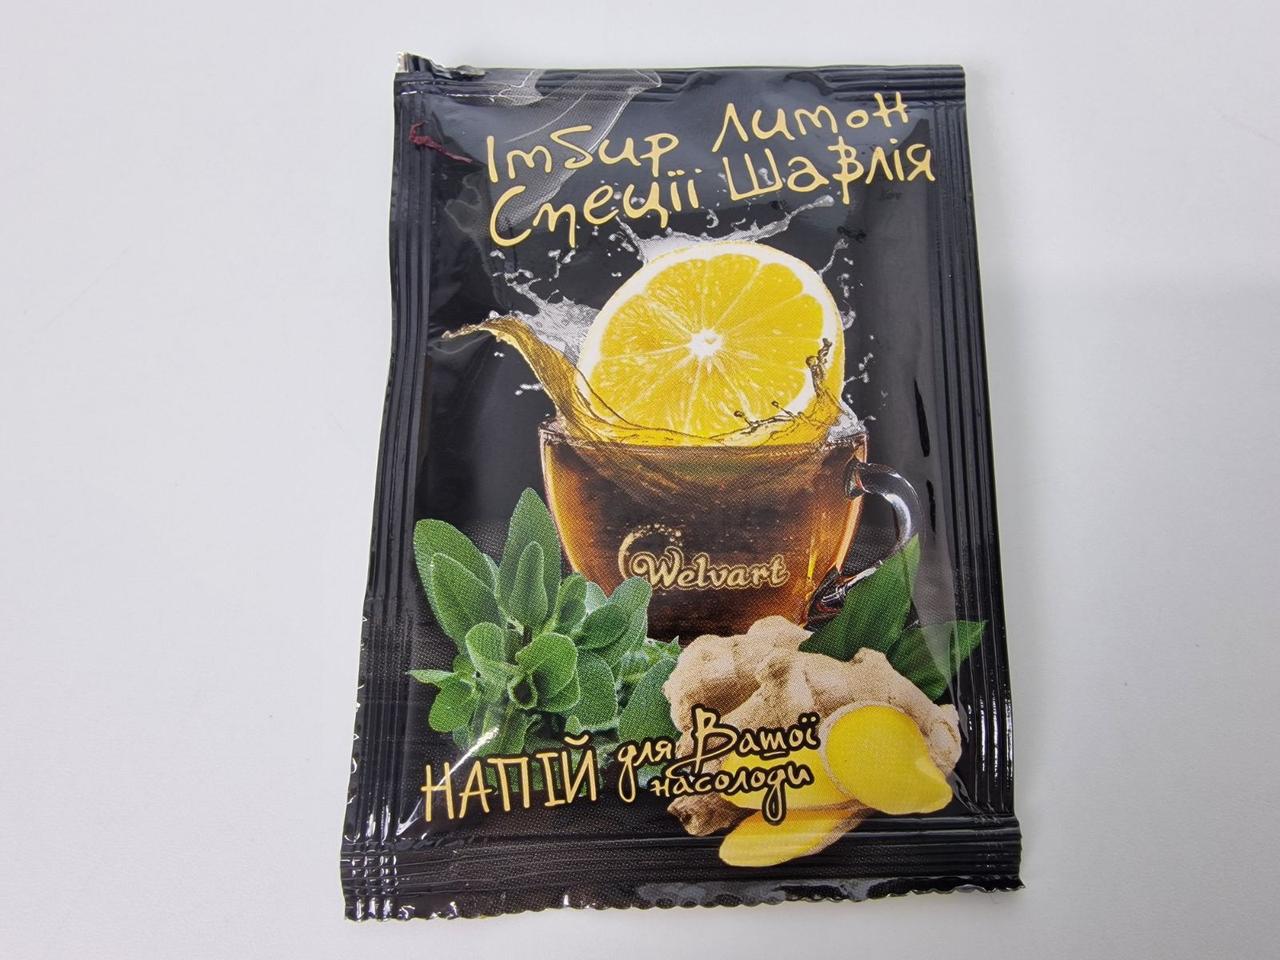 Імбир Лимон
Спеції Шавлія
Welvart
НАПІЙ для Вашої
насолоди